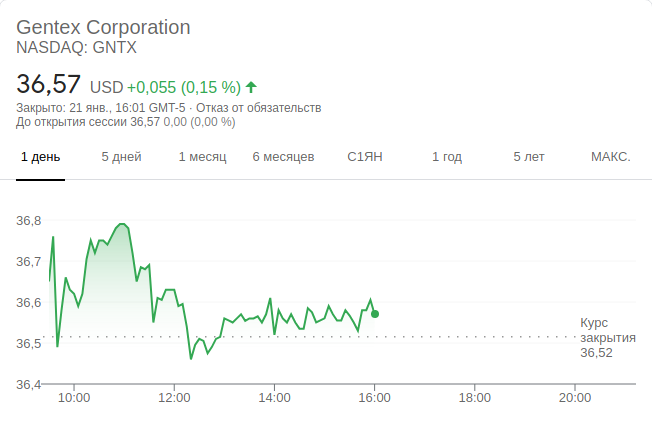 Gentex Corporation
NASDAQ: GNTX
36,57 USD +0,055 (0,15 %)
Закрыто: 21 янв., 16:01 GMT-5 · Отказ от обязательств
До открытия сессии 36,57 0,00 (0,00 %)
1 день 5 дней 1 месяц 6 месяцев С1ЯН 1 год 5 лет МАКС.
36,8
36,7
36,6
36,5
36,4
Курс
закрытия
36,52
10:00 12:00 14:00 16:00 18:00 20:00